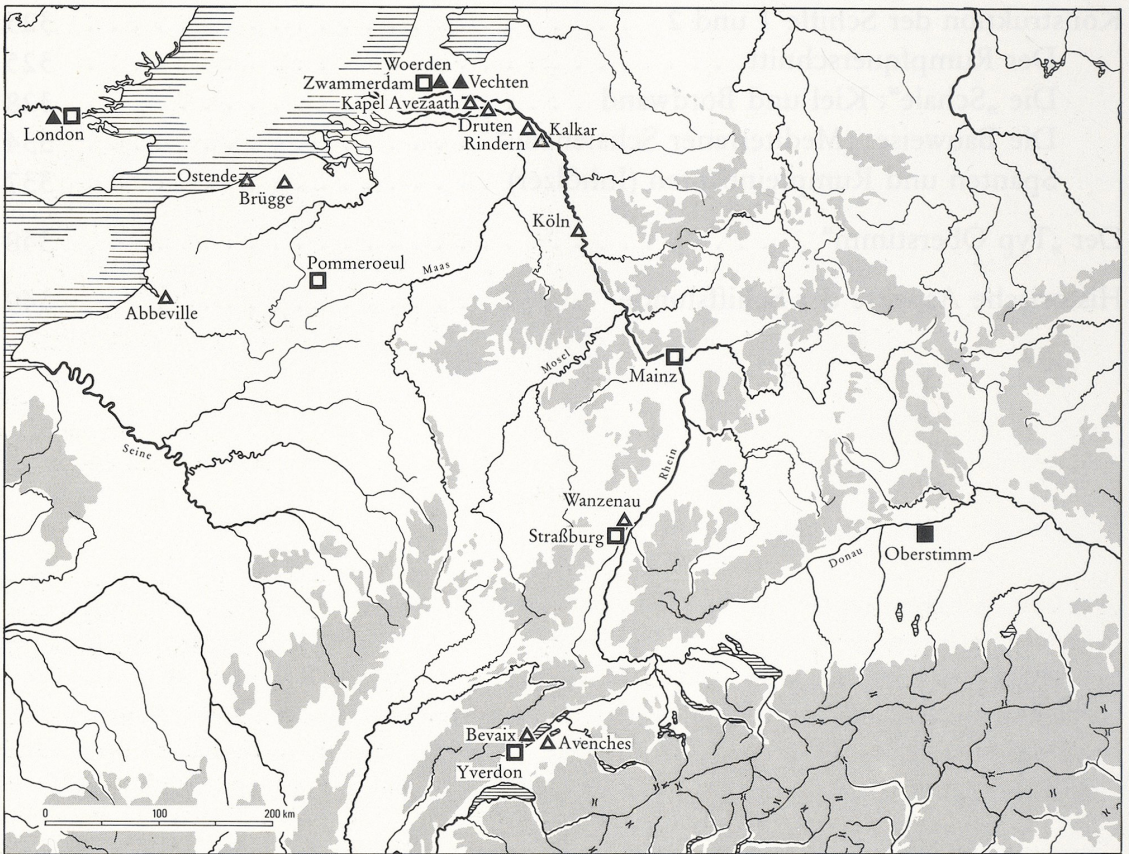 Woerden
Zwammerdam
Vechten
Kapel Avezaath
London
Druten
Kalkar
Rindern
Ostende
Brügge
Köln
Pommeroeul
Maas
Abbeville
Mosel
Mainz
Seine
Rhein
Wanzenau
Straßburg
Donau
Oberstimm
Bevaix
Avenches
Yverdon
0 100 200 km